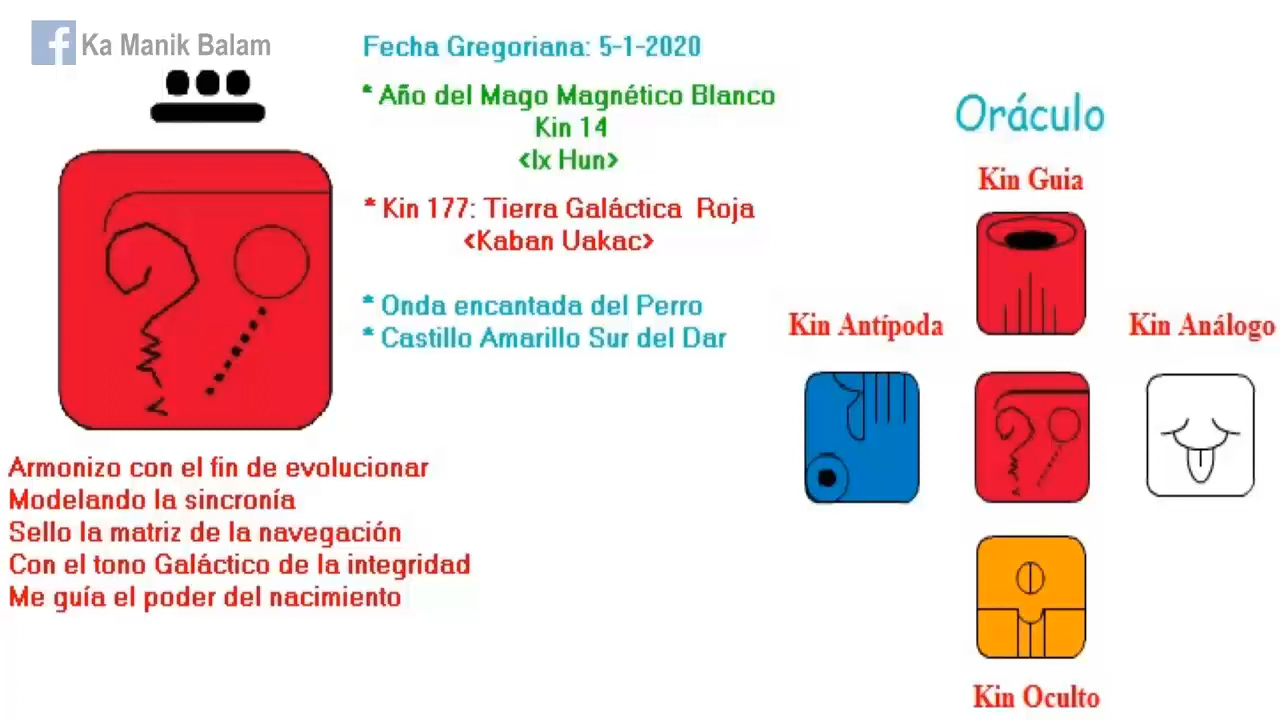 Ka Manik Balam
Fecha Gregoriana: 5-1-2020
* Año del Mago Magnético Blanco
Kin 14
<Ix Hun>
* Kin 177: Tierra Galáctica Roja
<Kaban Uakac>
* Onda encantada del Perro
* Castillo Amarillo Sur del Dar
Armonizo con el fin de evolucionar
Modelando la sincronía
Sello la matriz de la navegación
Con el tono Galáctico de la integridad
Me guía el poder del nacimiento
Oráculo
Kin Guia
Kin Antípoda
Kin Análogo
Kin Oculto